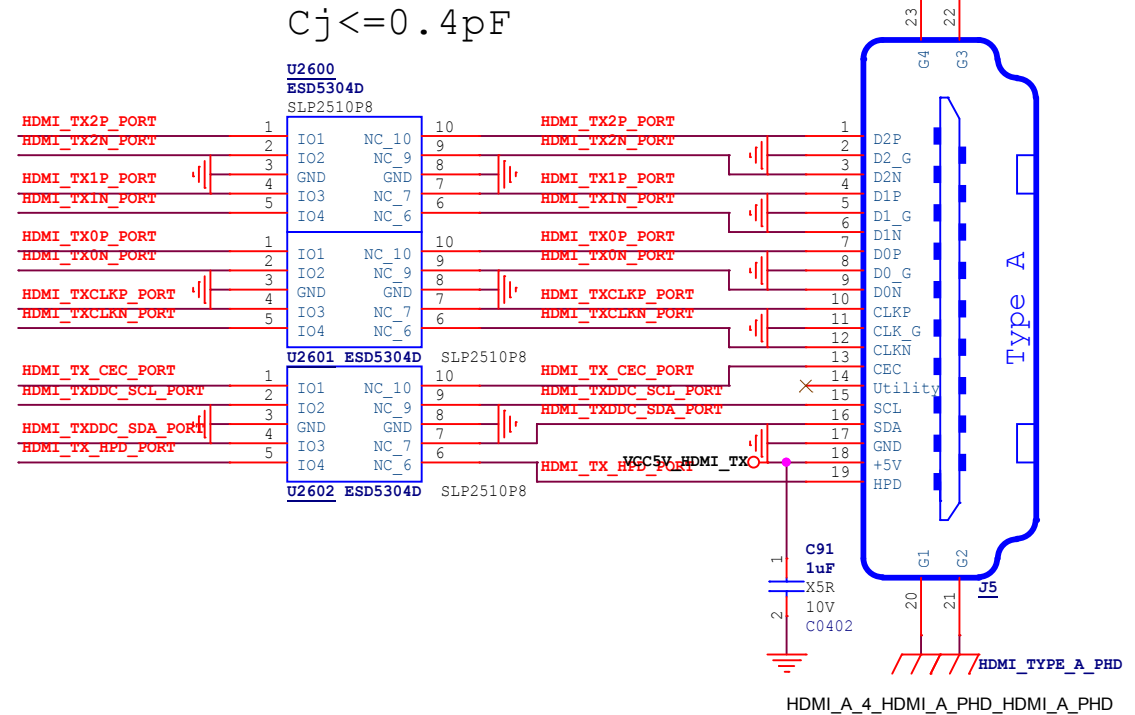 Cj<=0.4pF
23
22
G4
G3
U2600
ESD5304D
SLP2510P8
HDMI_TX2P_PORT 1 IO1 NC_10 10 HDMI_TX2P_PORT 1 D2P
HDMI_TX2N_PORT 2 IO2 NC_9 9 HDMI_TX2N_PORT 2 D2_G
3 GND GND 8 3 D2N
HDMI_TX1P_PORT 4 IO3 NC_7 7 HDMI_TX1P_PORT 4 D1P
HDMI_TX1N_PORT 5 IO4 NC_6 6 HDMI_TX1N_PORT 5 D1_G
6 D1N
HDMI_TX0P_PORT 1 IO1 NC_10 10 HDMI_TX0P_PORT 7 D0P
HDMI_TX0N_PORT 2 IO2 NC_9 9 HDMI_TX0N_PORT 8 D0_G
3 GND GND 8 9 D0N
HDMI_TXCLKP_PORT 4 IO3 NC_7 7 HDMI_TXCLKP_PORT 10 CLKP
HDMI_TXCLKN_PORT 5 IO4 NC_6 6 HDMI_TXCLKN_PORT 11 CLK_G
12 CLKN
Type A
U2601 ESD5304D SLP2510P8
HDMI_TX_CEC_PORT 1 IO1 NC_10 10 HDMI_TX_CEC_PORT 13 CEC
14 Utility
HDMI_TXDDC_SCL_PORT 2 IO2 NC_9 9 HDMI_TXDDC_SCL_PORT 15 SCL
3 GND GND 8 HDMI_TXDDC_SDA_PORT 16 SDA
HDMI_TXDDC_SDA_PORT 4 IO3 NC_7 7 17 GND
HDMI_TX_HPD_PORT 5 IO4 NC_6 6 VCC5V_HDMI_TX 18 +5V
HDMI_TX_HPD_PORT 19 HPD
U2602 ESD5304D SLP2510P8
G1
G2
1
C91
1uF
X5R
10V
C0402
2
20
21
J5
HDMI_TYPE_A_PHD
HDMI_A_4_HDMI_A_PHD_HDMI_A_PHD